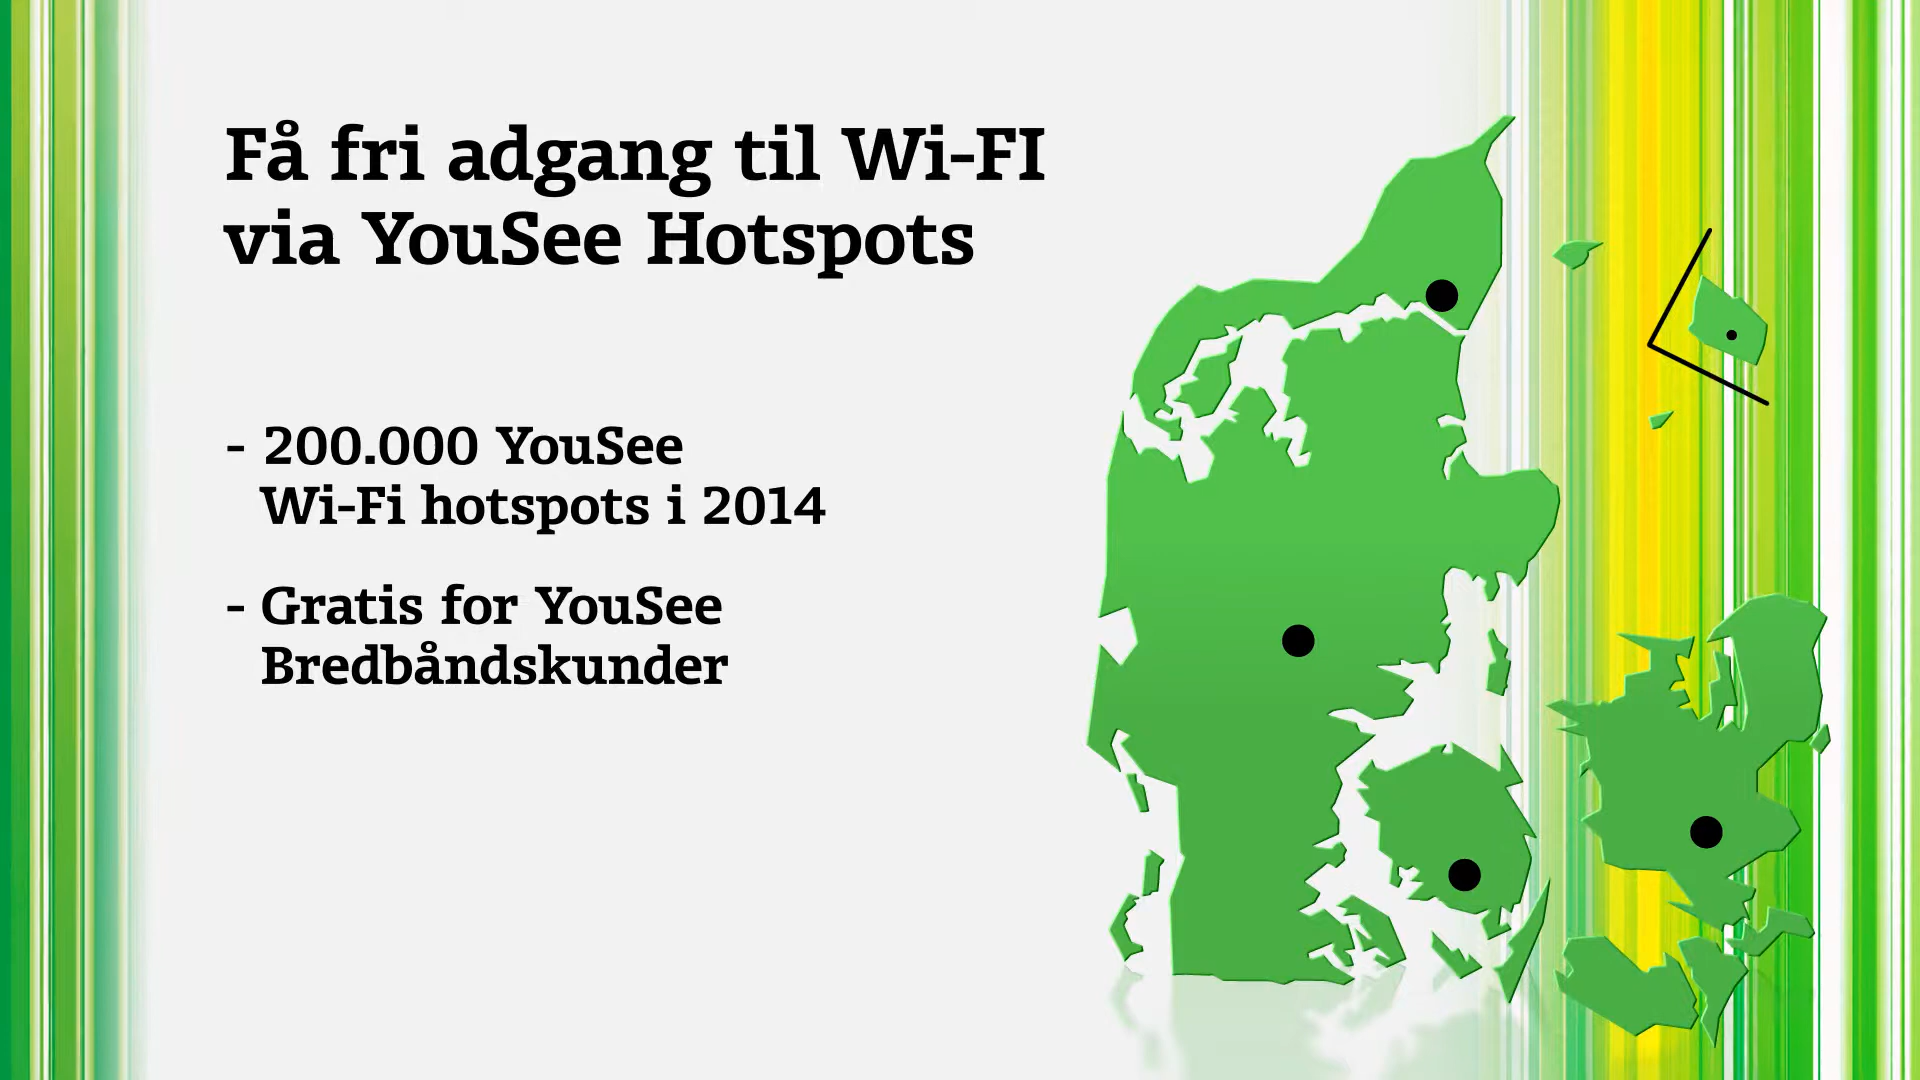 Få fri adgang til Wi-FI
via YouSee Hotspots
- 200.000 YouSee
Wi-Fi hotspots i 2014
- Gratis for YouSee
Bredbåndskunder